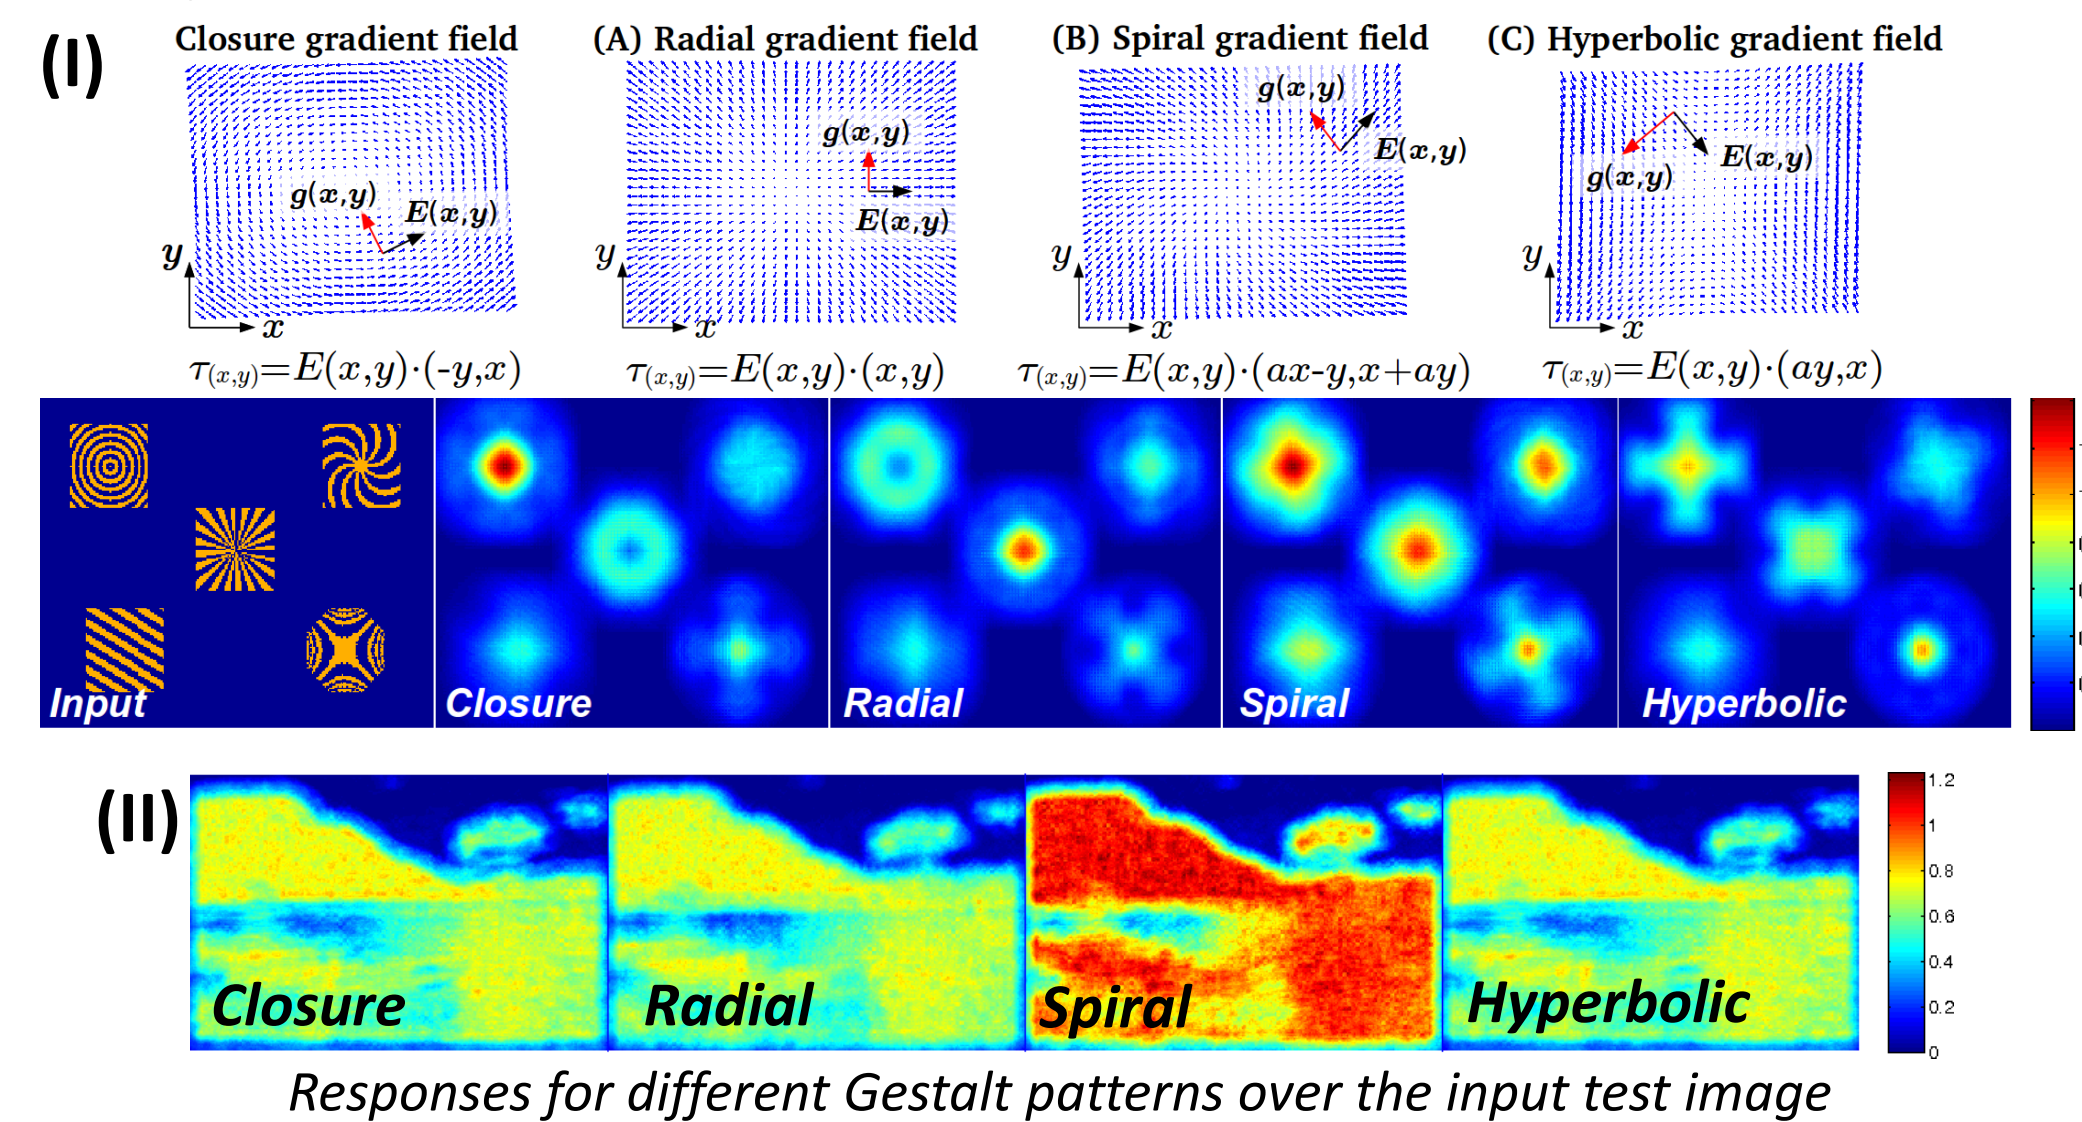 (I)
Closure gradient field
(A) Radial gradient field
(B) Spiral gradient field
(C) Hyperbolic gradient field
g(x,y)
E(x,y)
y
x
g(x,y)
E(x,y)
y
x
g(x,y)
E(x,y)
y
x
g(x,y)
E(x,y)
y
x
τ(x,y)=E(x,y)·(-y,x)
τ(x,y)=E(x,y)·(x,y)
τ(x,y)=E(x,y)·(ax-y,x+ay)
τ(x,y)=E(x,y)·(ay,x)
Input
Closure
Radial
Spiral
Hyperbolic
(II)
Closure
Radial
Spiral
Hyperbolic
1.2
1
0.8
0.6
0.4
0.2
0
Responses for different Gestalt patterns over the input test image